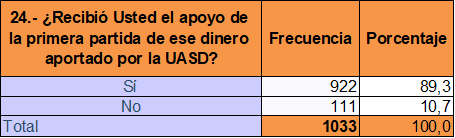 24.- ¿Recibió Usted el apoyo de
la primera partida de ese dinero
aportado por la UASD?
Frecuencia
Porcentaje
Sí 922 89,3
No 111 10,7
Total 1033 100,0